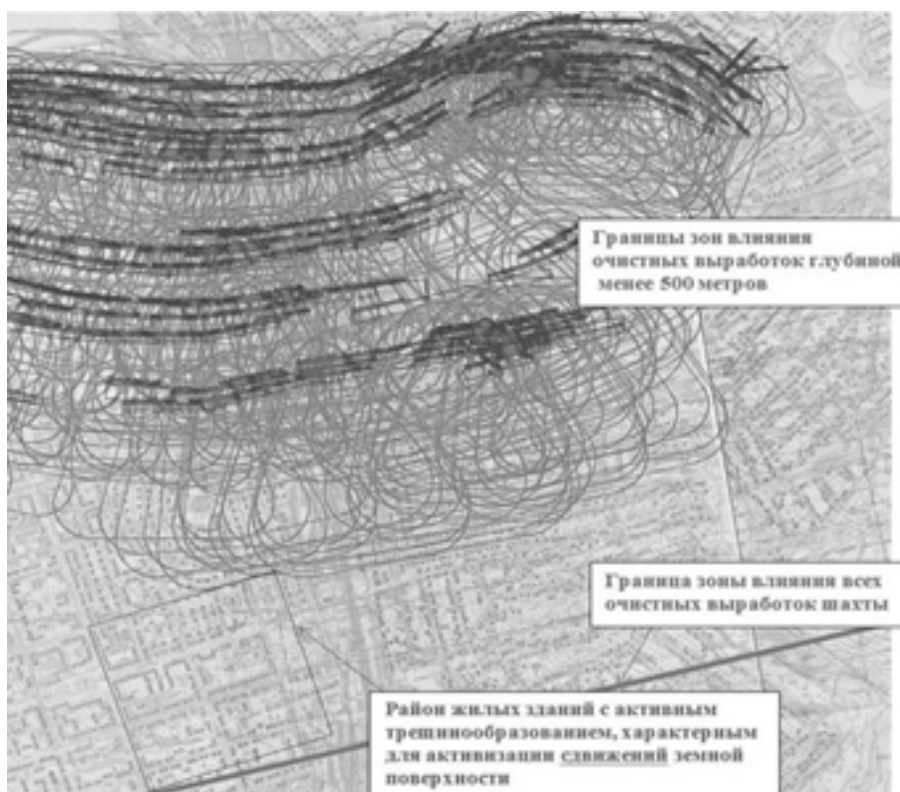 Границы зон влияния
очистных выработок глубиной
менее 500 метров
Граница зоны влияния всех
очистных выработок шахты
Район жилых зданий с активным
трещинообразованием, характерным
для активизации сдвижений земной
поверхности